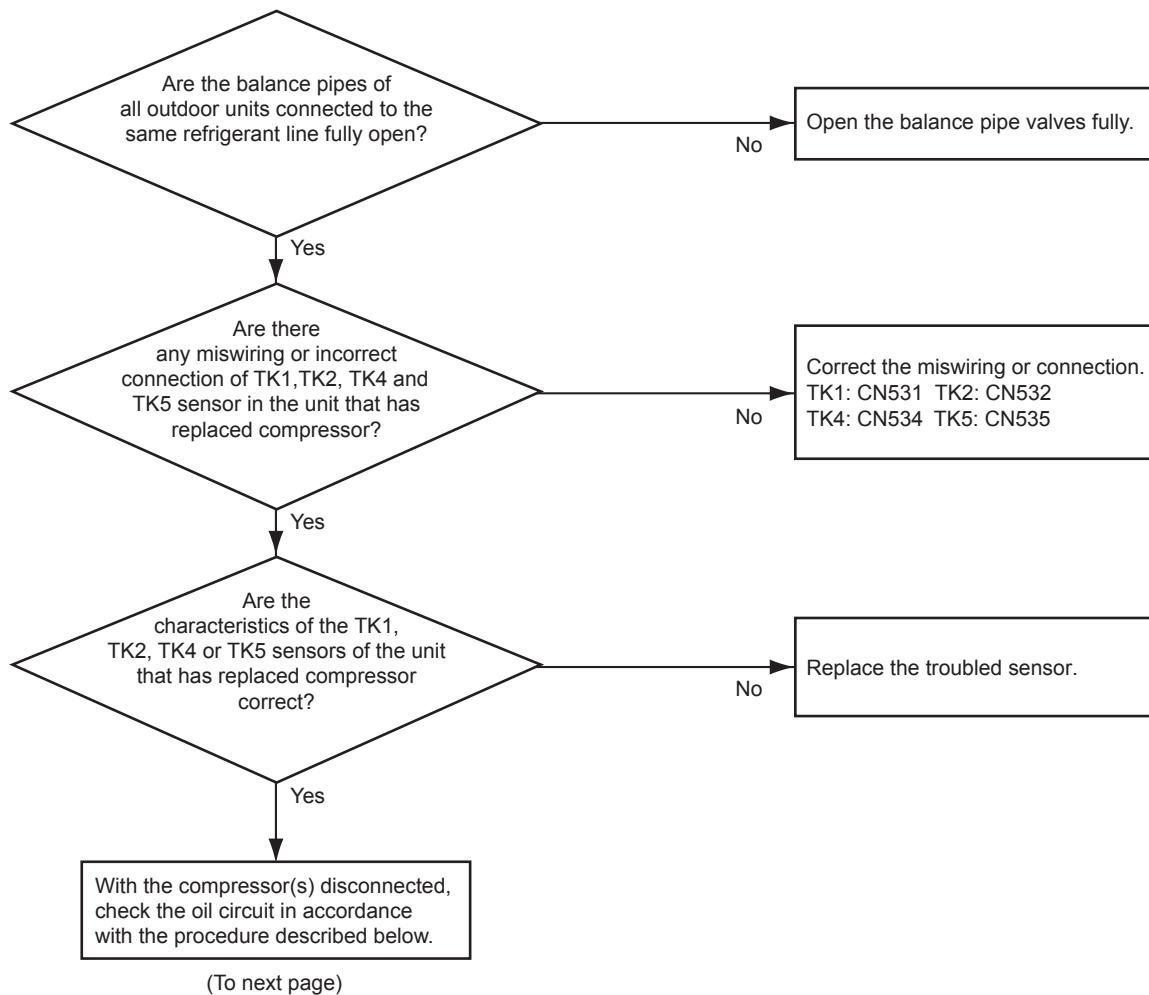 Are the balance pipes of
all outdoor units connected to the
same refrigerant line fully open?
No
Open the balance pipe valves fully.
Yes
Are there
any miswiring or incorrect
connection of TK1,TK2, TK4 and
TK5 sensor in the unit that has
replaced compressor?
No
Correct the miswiring or connection.
TK1: CN531 TK2: CN532
TK4: CN534 TK5: CN535
Yes
Are the
characteristics of the TK1,
TK2, TK4 or TK5 sensors of the unit
that has replaced compressor
correct?
No
Replace the troubled sensor.
Yes
With the compressor(s) disconnected,
check the oil circuit in accordance
with the procedure described below.
(To next page)